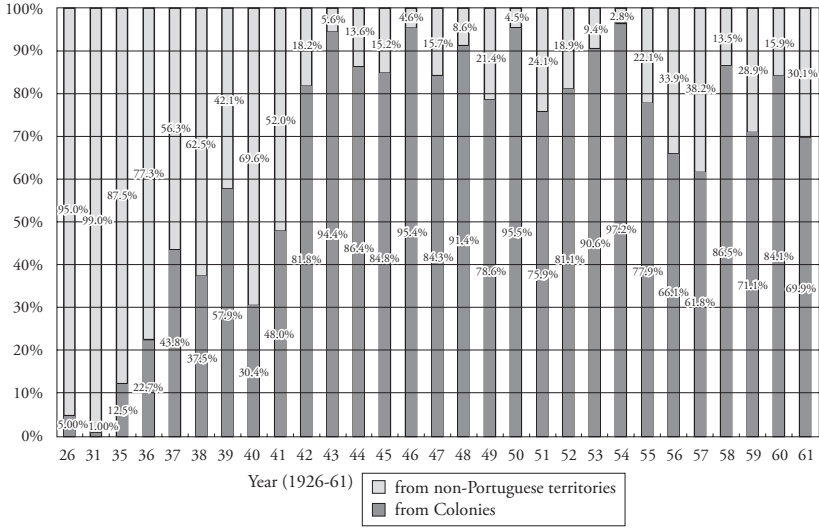 100%
90%
80%
70%
60%
50%
40%
30%
20%
10%
0%
95.0% 99.0% 87.5% 77.3% 56.3% 62.5% 42.1% 69.6% 52.0% 18.2% 5.6% 13.6% 15.2% 4.6% 15.7% 8.6% 21.4% 4.5% 24.1% 18.9% 9.4% 2.8% 22.1% 33.9% 38.2% 13.5% 28.9% 15.9% 30.1%
5.00% 1.00% 12.5% 22.7% 43.8% 37.5% 57.9% 30.4% 48.0% 81.8% 94.4% 86.4% 84.8% 95.4% 84.3% 91.4% 78.6% 95.5% 75.9% 81.1% 90.6% 97.2% 77.9% 66.1% 61.8% 86.5% 71.1% 84.1% 69.9%
26 31 35 36 37 38 39 40 41 42 43 44 45 46 47 48 49 50 51 52 53 54 55 56 57 58 59 60 61
Year (1926-61)
from non-Portuguese territories
from Colonies